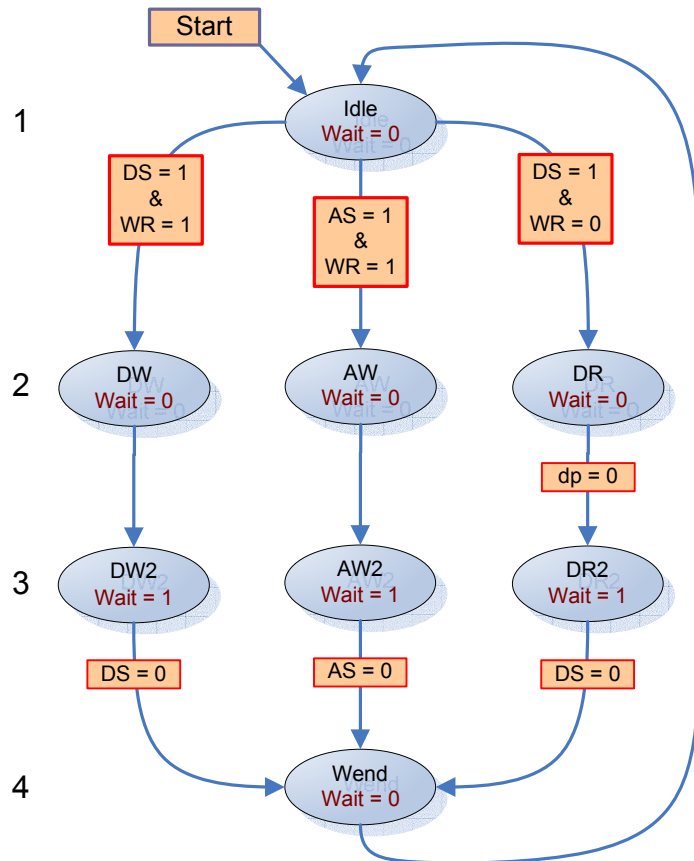 Start
1
Idle
Wait = 0
DS = 1
&
WR = 1
AS = 1
&
WR = 1
DS = 1
&
WR = 0
2
DW
Wait = 0
AW
Wait = 0
DR
Wait = 0
dp = 0
3
DW2
Wait = 1
AW2
Wait = 1
DR2
Wait = 1
DS = 0
AS = 0
DS = 0
4
Wend
Wait = 0